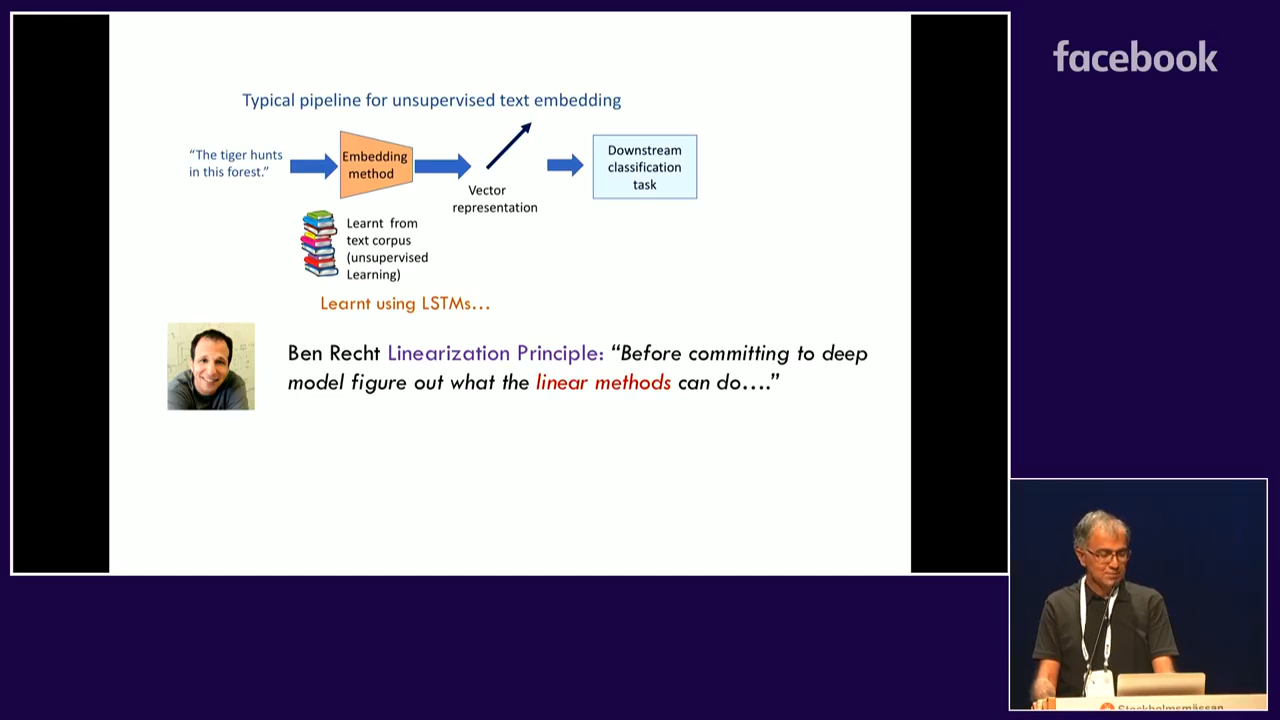 facebook
Typical pipeline for unsupervised text embedding
“The tiger hunts
in this forest.”
Embedding
method
Vector
representation
Downstream
classification
task
Learnt from
text corpus
(unsupervised
Learning)
Learnt using LSTMs…
Ben Recht Linearization Principle: “Before committing to deep
model figure out what the linear methods can do….”
Stockholmsmässan